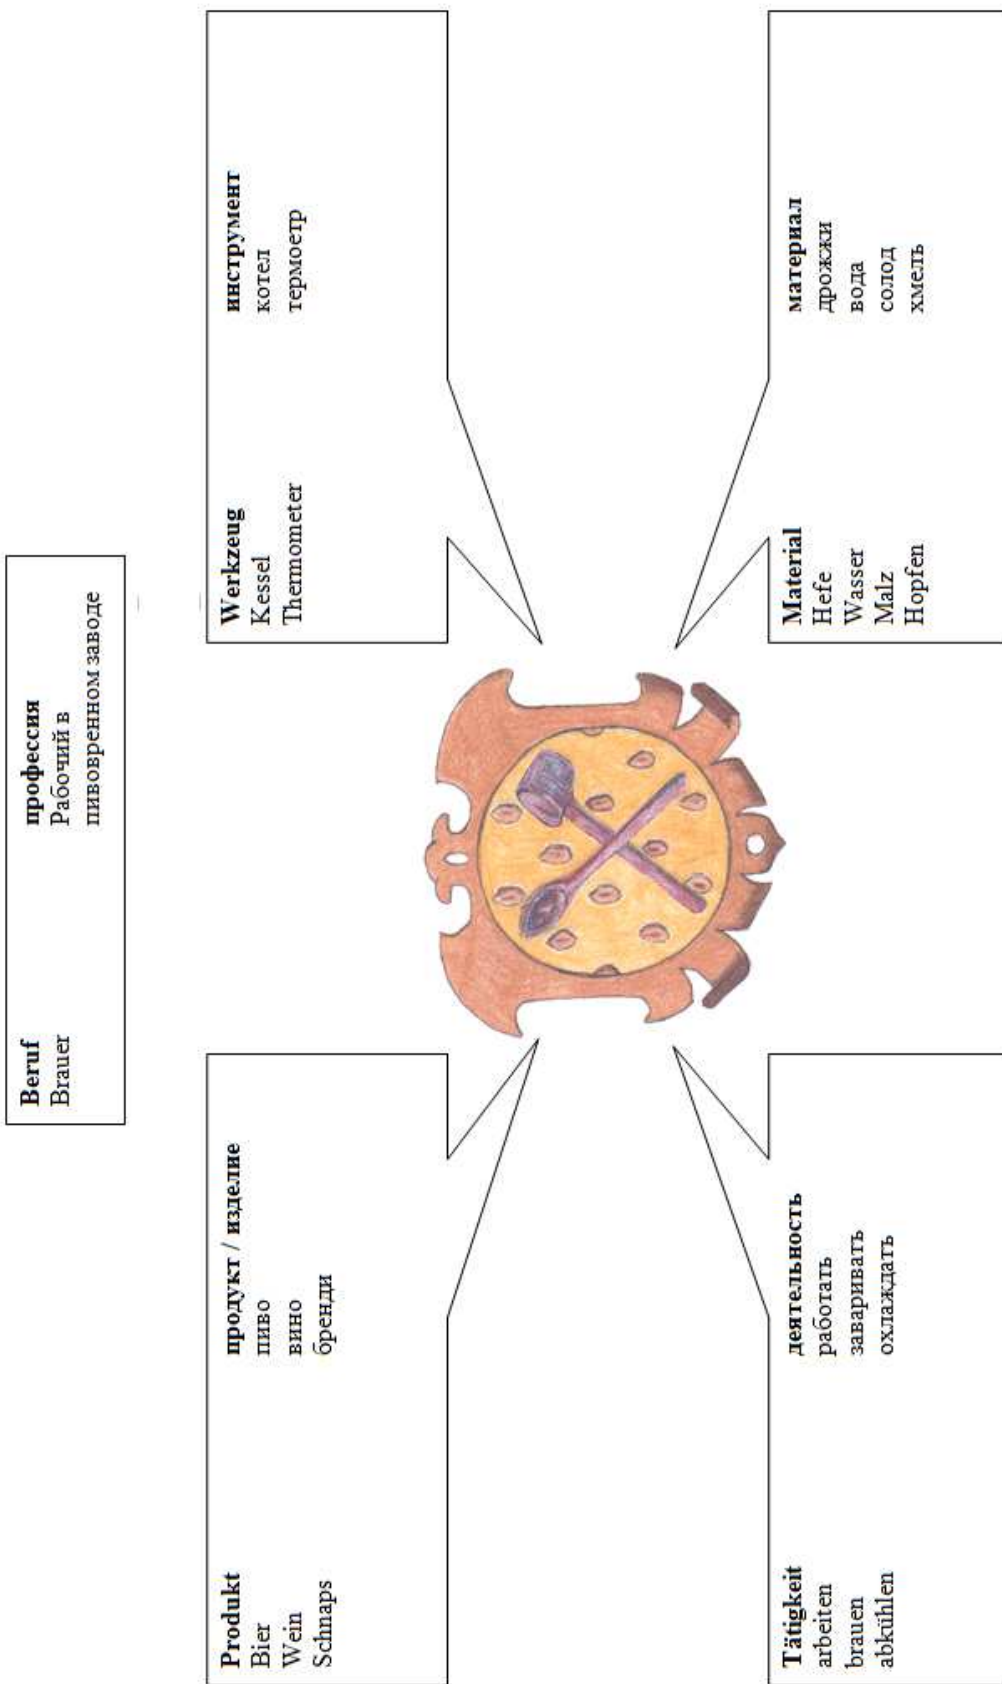 Beruf профессия
Brauer Рабочий в
пивовренном заводе
Produkt продукт / изделие
Bier пиво
Wein вино
Schnaps бренди
Werkzeug инструмент
Kessel котел
Thermometer термоетр
Tätigkeit деятельность
arbeiten работать
brauen заваривать
abkühlen охлаждать
Material материал
Hefe дрожжи
Wasser вода
Malz солод
Hopfen хмель